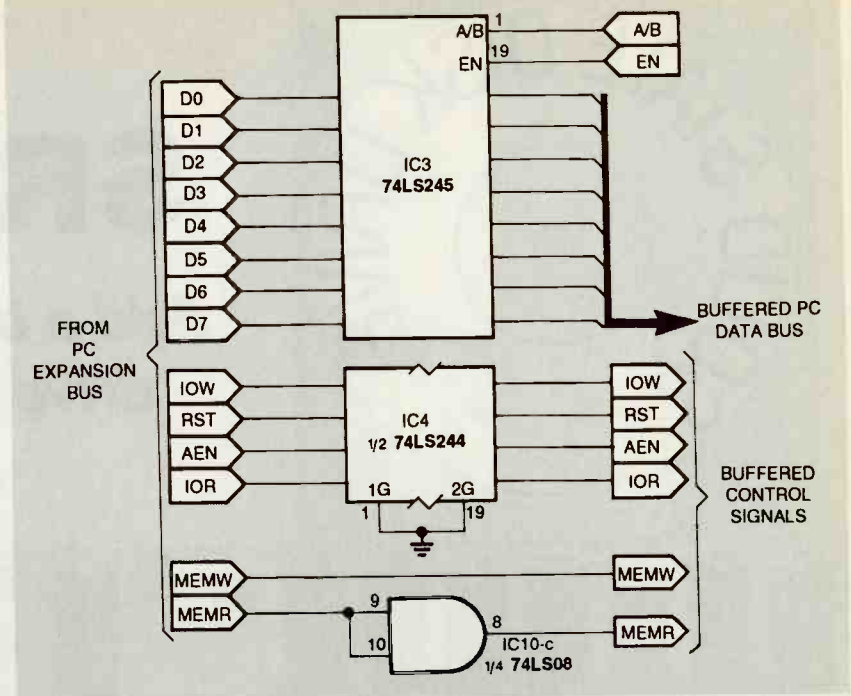 A/B
1
A/B
EN
19
EN
D0
D1
D2
D3
D4
D5
D6
D7
IC3
74LS245
BUFFERED PC
DATA BUS
FROM
PC
EXPANSION
BUS
IOW
RST
AEN
IOR
IC4
1/2 74LS244
1G
2G
1
19
IOW
RST
AEN
IOR
BUFFERED
CONTROL
SIGNALS
MEMW
MEMR
9
10
8
IC10-c
1/4 74LS08
MEMW
MEMR